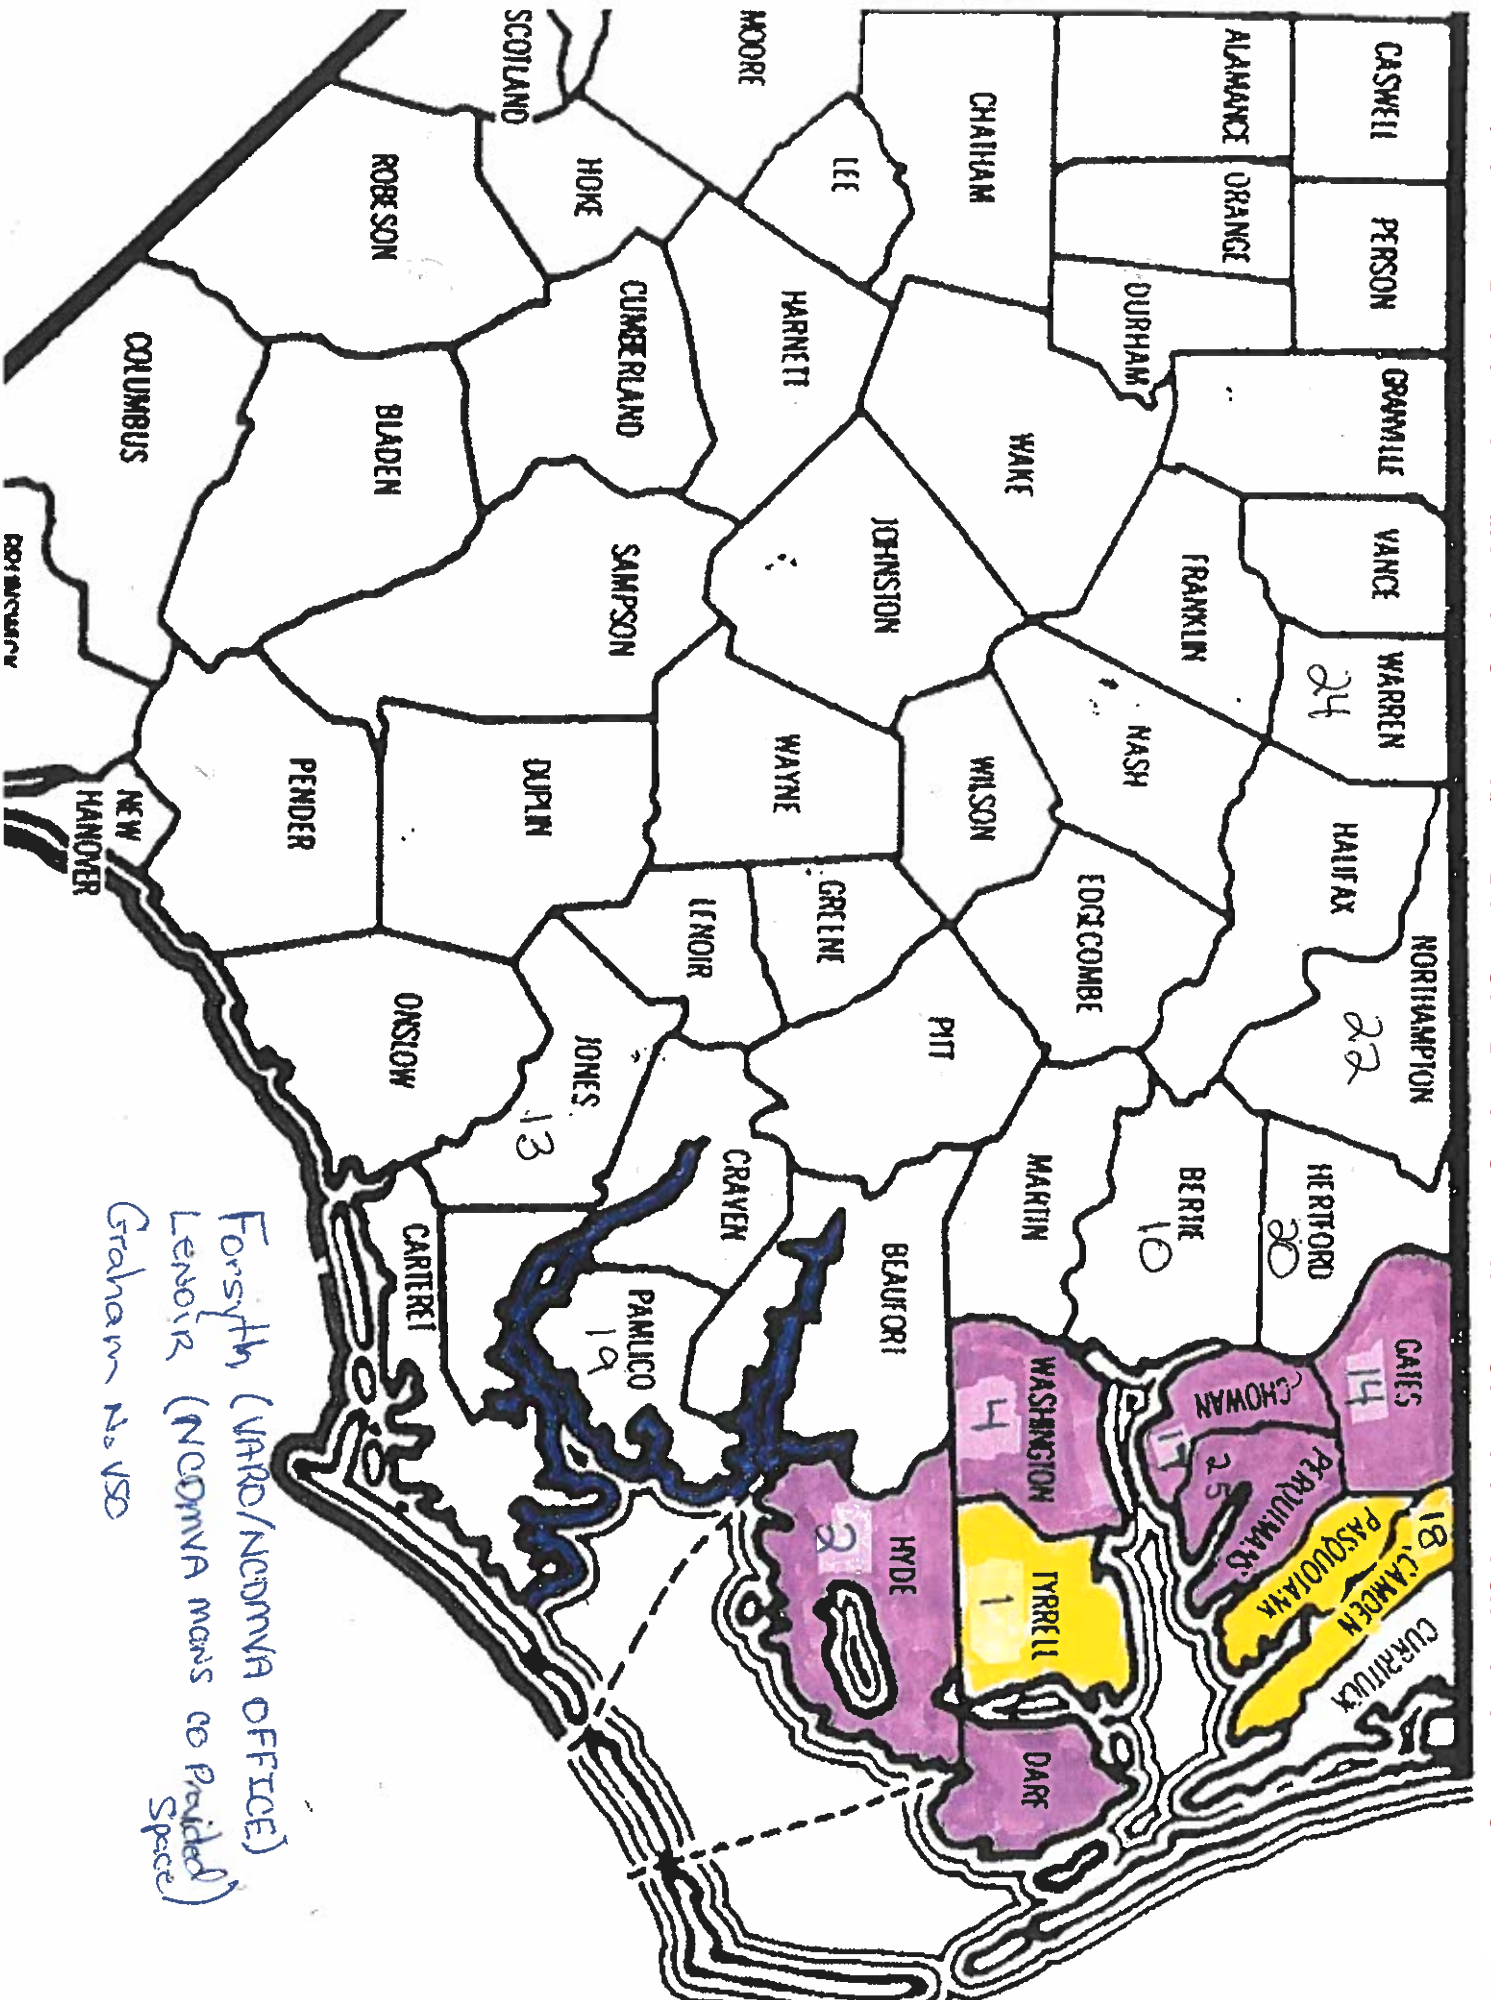 CASWELL
PERSON
GRANVILLE
VANCE
WARREN
24
HALIFAX
NORTHAMPTON
22
HERTFORD
20
GATES
14
18
CAMDEN
CURRITUCK
PASQUOTANK
PERQUIMANS
25
CHOWAN
17
ALAMANCE
ORANGE
DURHAM
FRANKLIN
NASH
EDGECOMBE
BERTIE
10
MARTIN
WASHINGTON
4
TYRRELL
1
DARE
CHATHAM
WAKE
WILSON
PITT
BEAUFORT
HYDE
2
LEE
HARNETT
JOHNSTON
WAYNE
GREENE
LENOIR
CRAVEN
PAMLICO
19
MOORE
HOKE
CUMBERLAND
SAMPSON
DUPLIN
JONES
13
CARTERET
SCOTLAND
ROBESON
BLADEN
PENDER
ONSLOW
COLUMBUS
BRUNSWICK
NEW
HANOVER
Forsyth (VARO/NCDMVA OFFICE)
LENOIR (NCDMVA mans co Provided
Space)
Graham No VSO